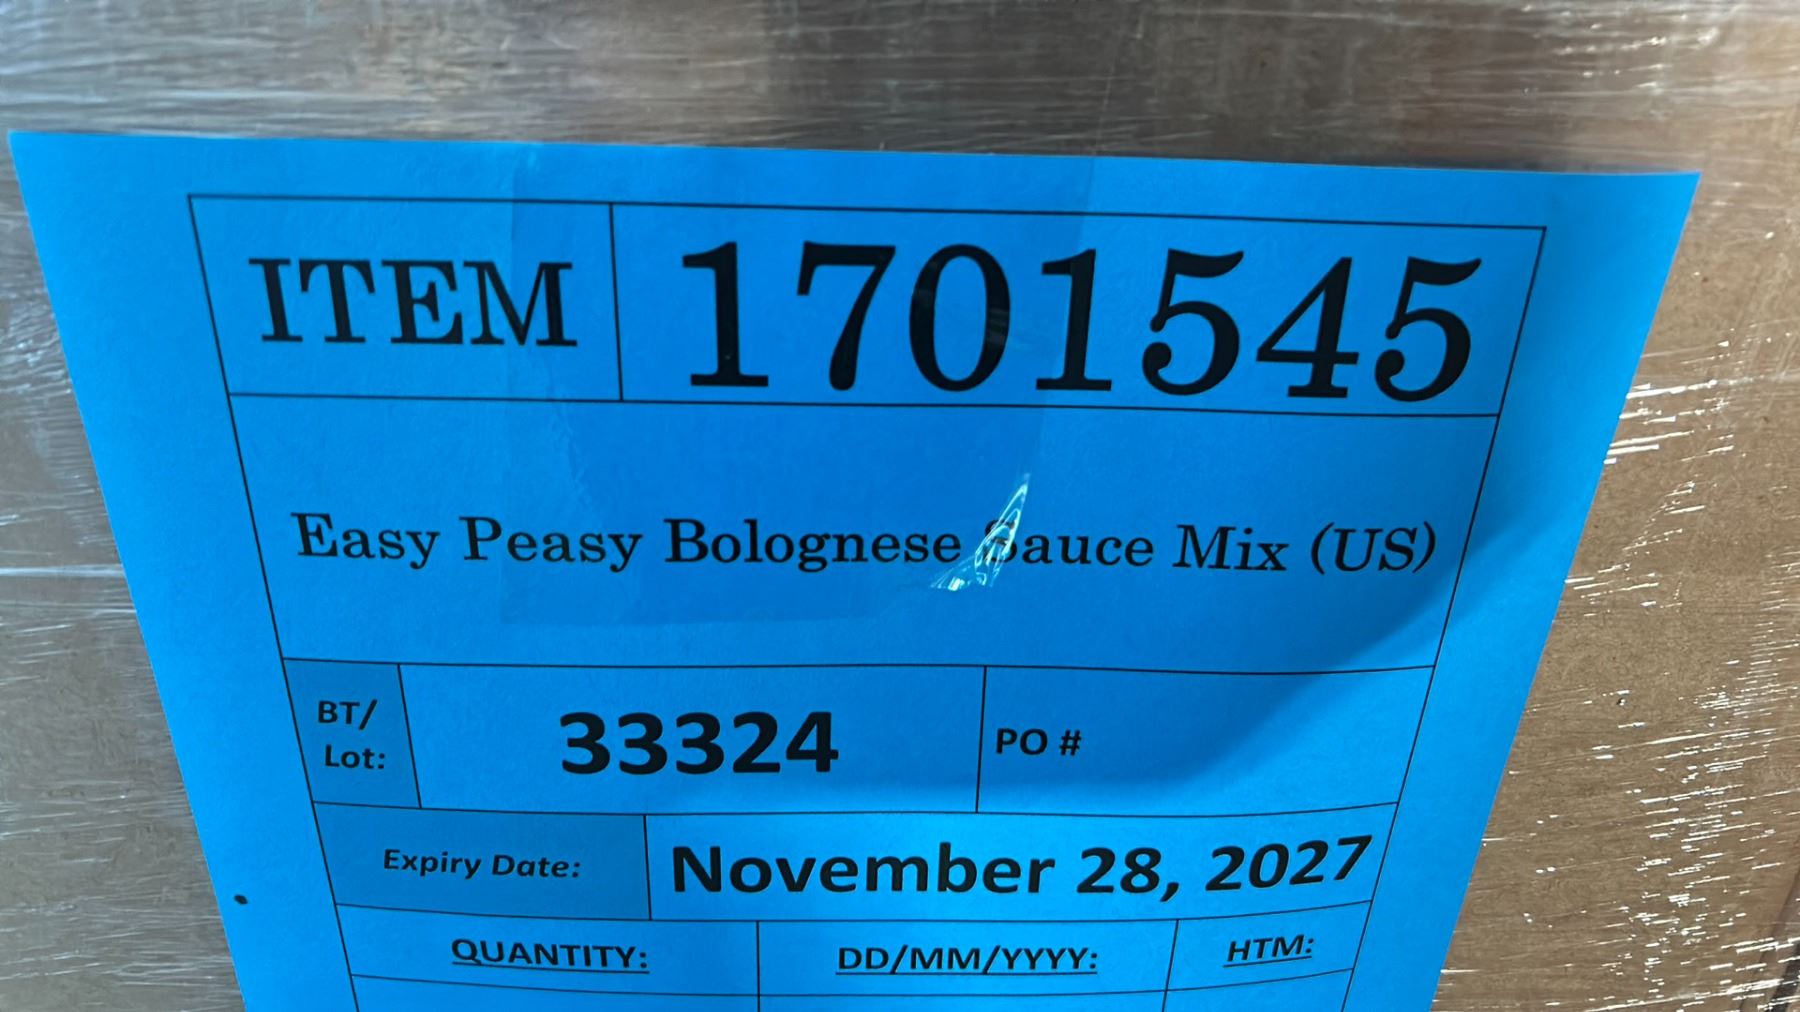 ITEM 1701545
Easy Peasy Bolognese Sauce Mix (US)
BT/
Lot: 33324 PO #
Expiry Date: November 28, 2027
QUANTITY: DD/MM/YYYY: HTM: